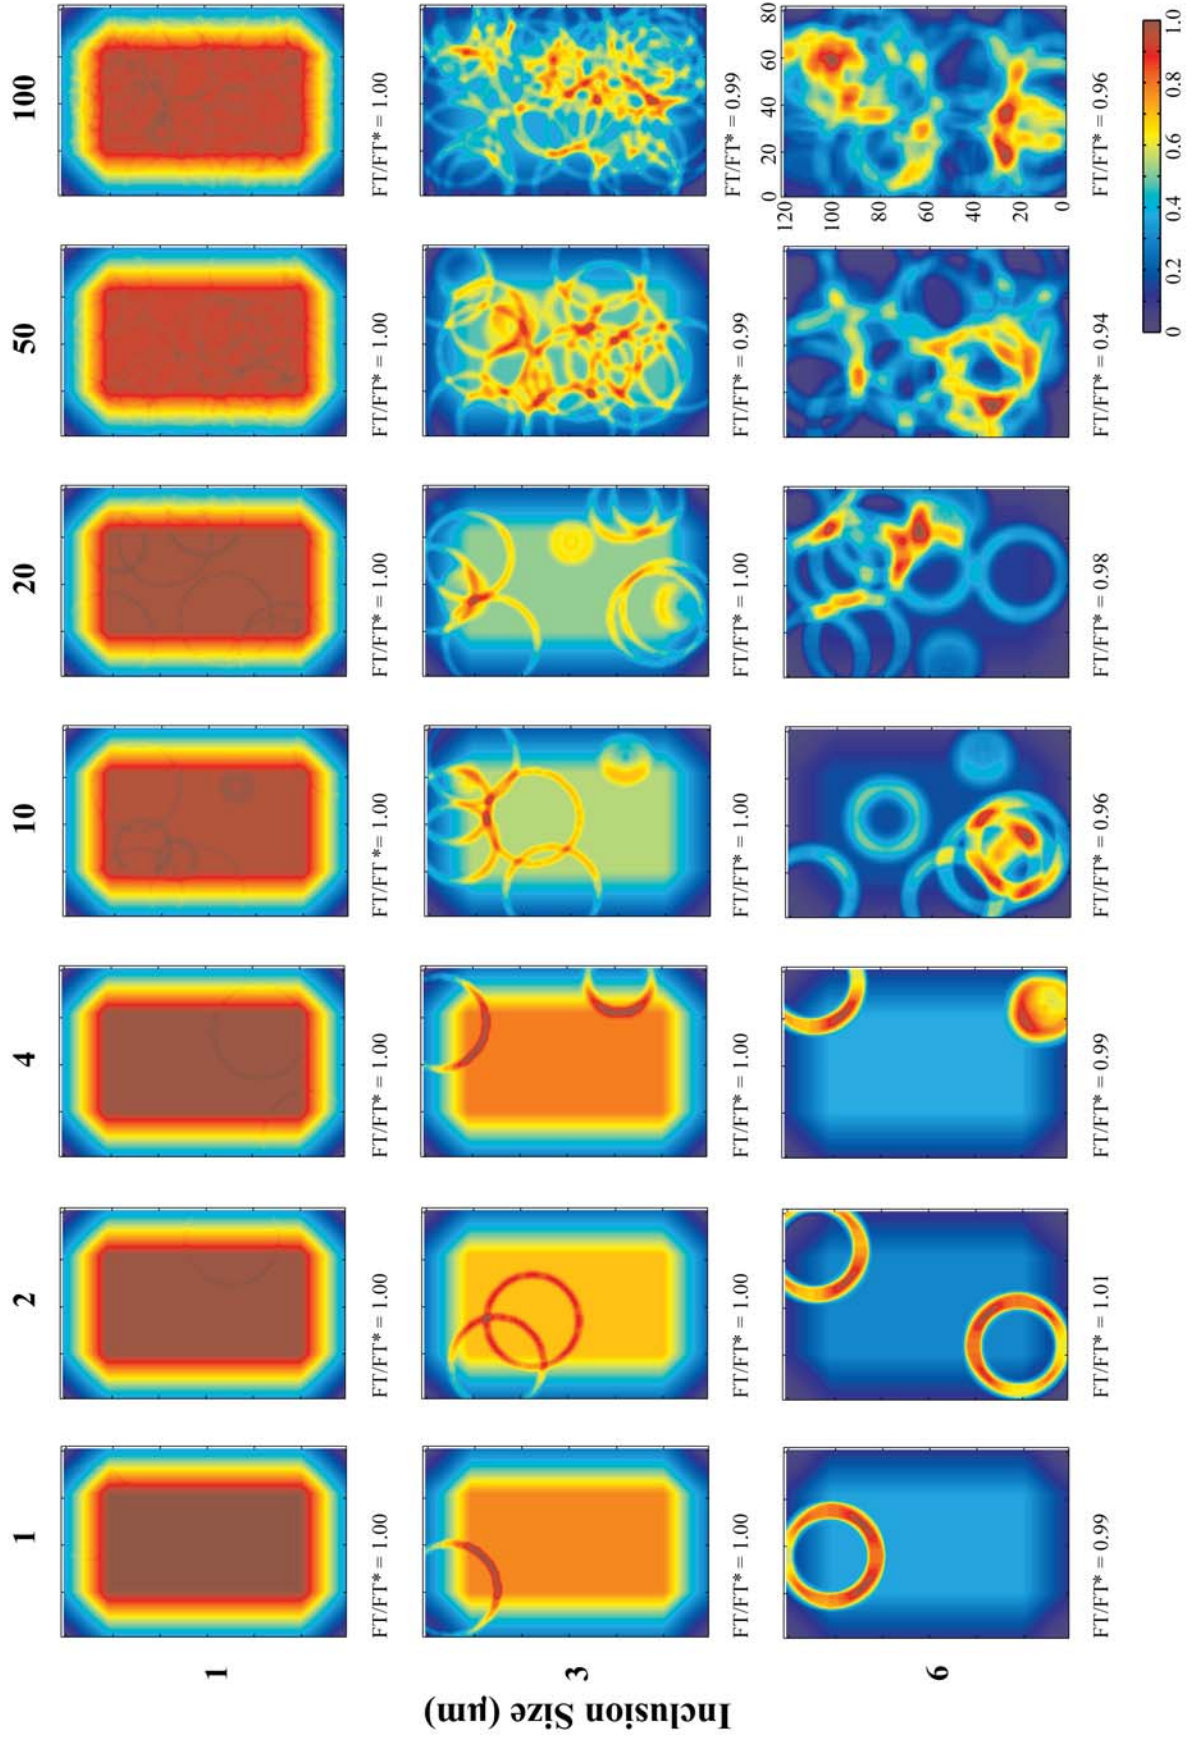 1 2 4 10 20 50 100
Inclusion Size (µm)
1
FT/FT* = 1.00 FT/FT* = 1.00 FT/FT* = 1.00 FT/FT *= 1.00 FT/FT* = 1.00 FT/FT* = 1.00 FT/FT* = 1.00
3
FT/FT* = 1.00 FT/FT* = 1.00 FT/FT* = 1.00 FT/FT* = 1.00 FT/FT* = 1.00 FT/FT* = 0.99 FT/FT* = 0.99
6
0 20 40 60 80
120
100
80
60
40
20
0
FT/FT* = 0.99 FT/FT* = 1.01 FT/FT* = 0.99 FT/FT* = 0.96 FT/FT* = 0.98 FT/FT* = 0.94 FT/FT* = 0.96
0 0.2 0.4 0.6 0.8 1.0